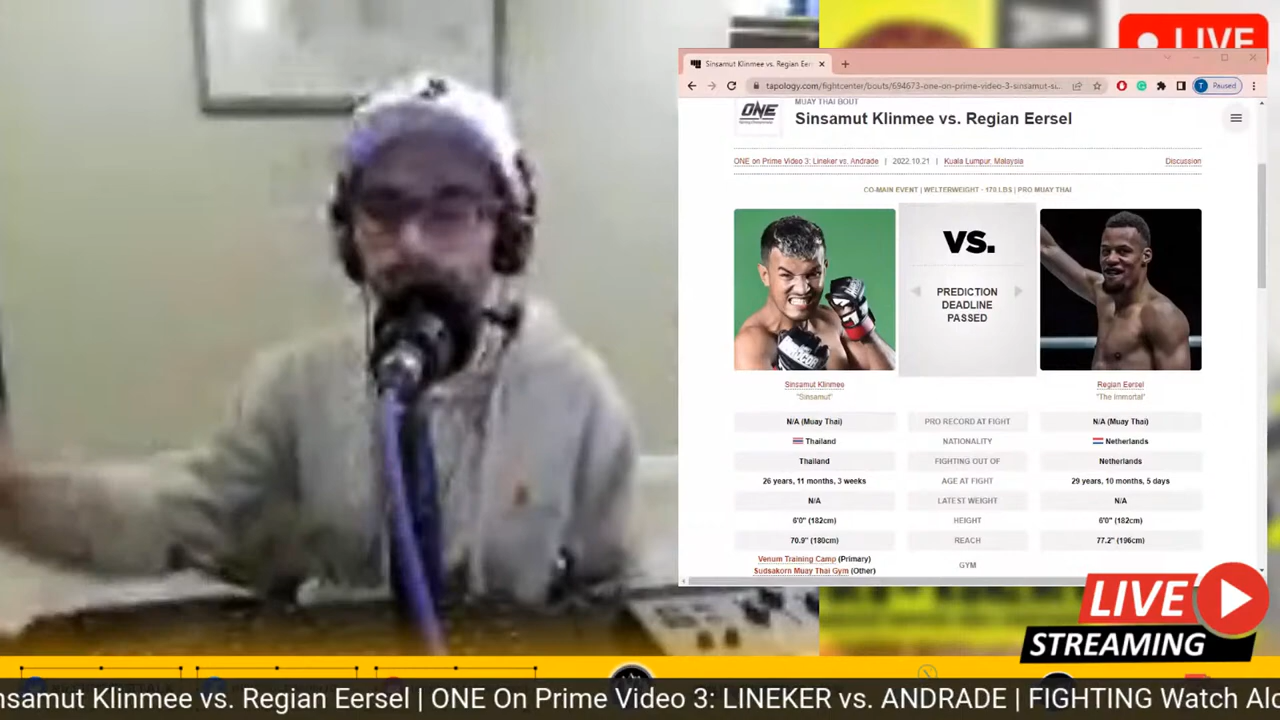 LIVE
Sinsamut Klinmee vs. Regian Eer
tapology.com/fightcenter/bouts/694673-one-on-prime-video-3-sinsamut-s...
T Paused
ONE
MUAY THAI BOUT
Sinsamut Klinmee vs. Regian Eersel
ONE on Prime Video 3: Lineker vs. Andrade | 2022.10.21 | Kuala Lumpur, Malaysia Discussion
CO-MAIN EVENT | WELTERWEIGHT · 170 LBS | PRO MUAY THAI
VS.
PREDICTION
DEADLINE
PASSED
Sinsamut Klinmee Regian Eersel
"Sinsamut" "The Immortal"
N/A (Muay Thai) PRO RECORD AT FIGHT N/A (Muay Thai)
Thailand NATIONALITY Netherlands
Thailand FIGHTING OUT OF Netherlands
26 years, 11 months, 3 weeks AGE AT FIGHT 29 years, 10 months, 5 days
N/A LATEST WEIGHT N/A
6'0" (182cm) HEIGHT 6'0" (182cm)
70.9" (180cm) REACH 77.2" (196cm)
Venum Training Camp (Primary)
Sudsakorn Muay Thai Gym (Other) GYM
LIVE
STREAMING
nsamut Klinmee vs. Regian Eersel | ONE On Prime Video 3: LINEKER vs. ANDRADE | FIGHTING Watch Alo